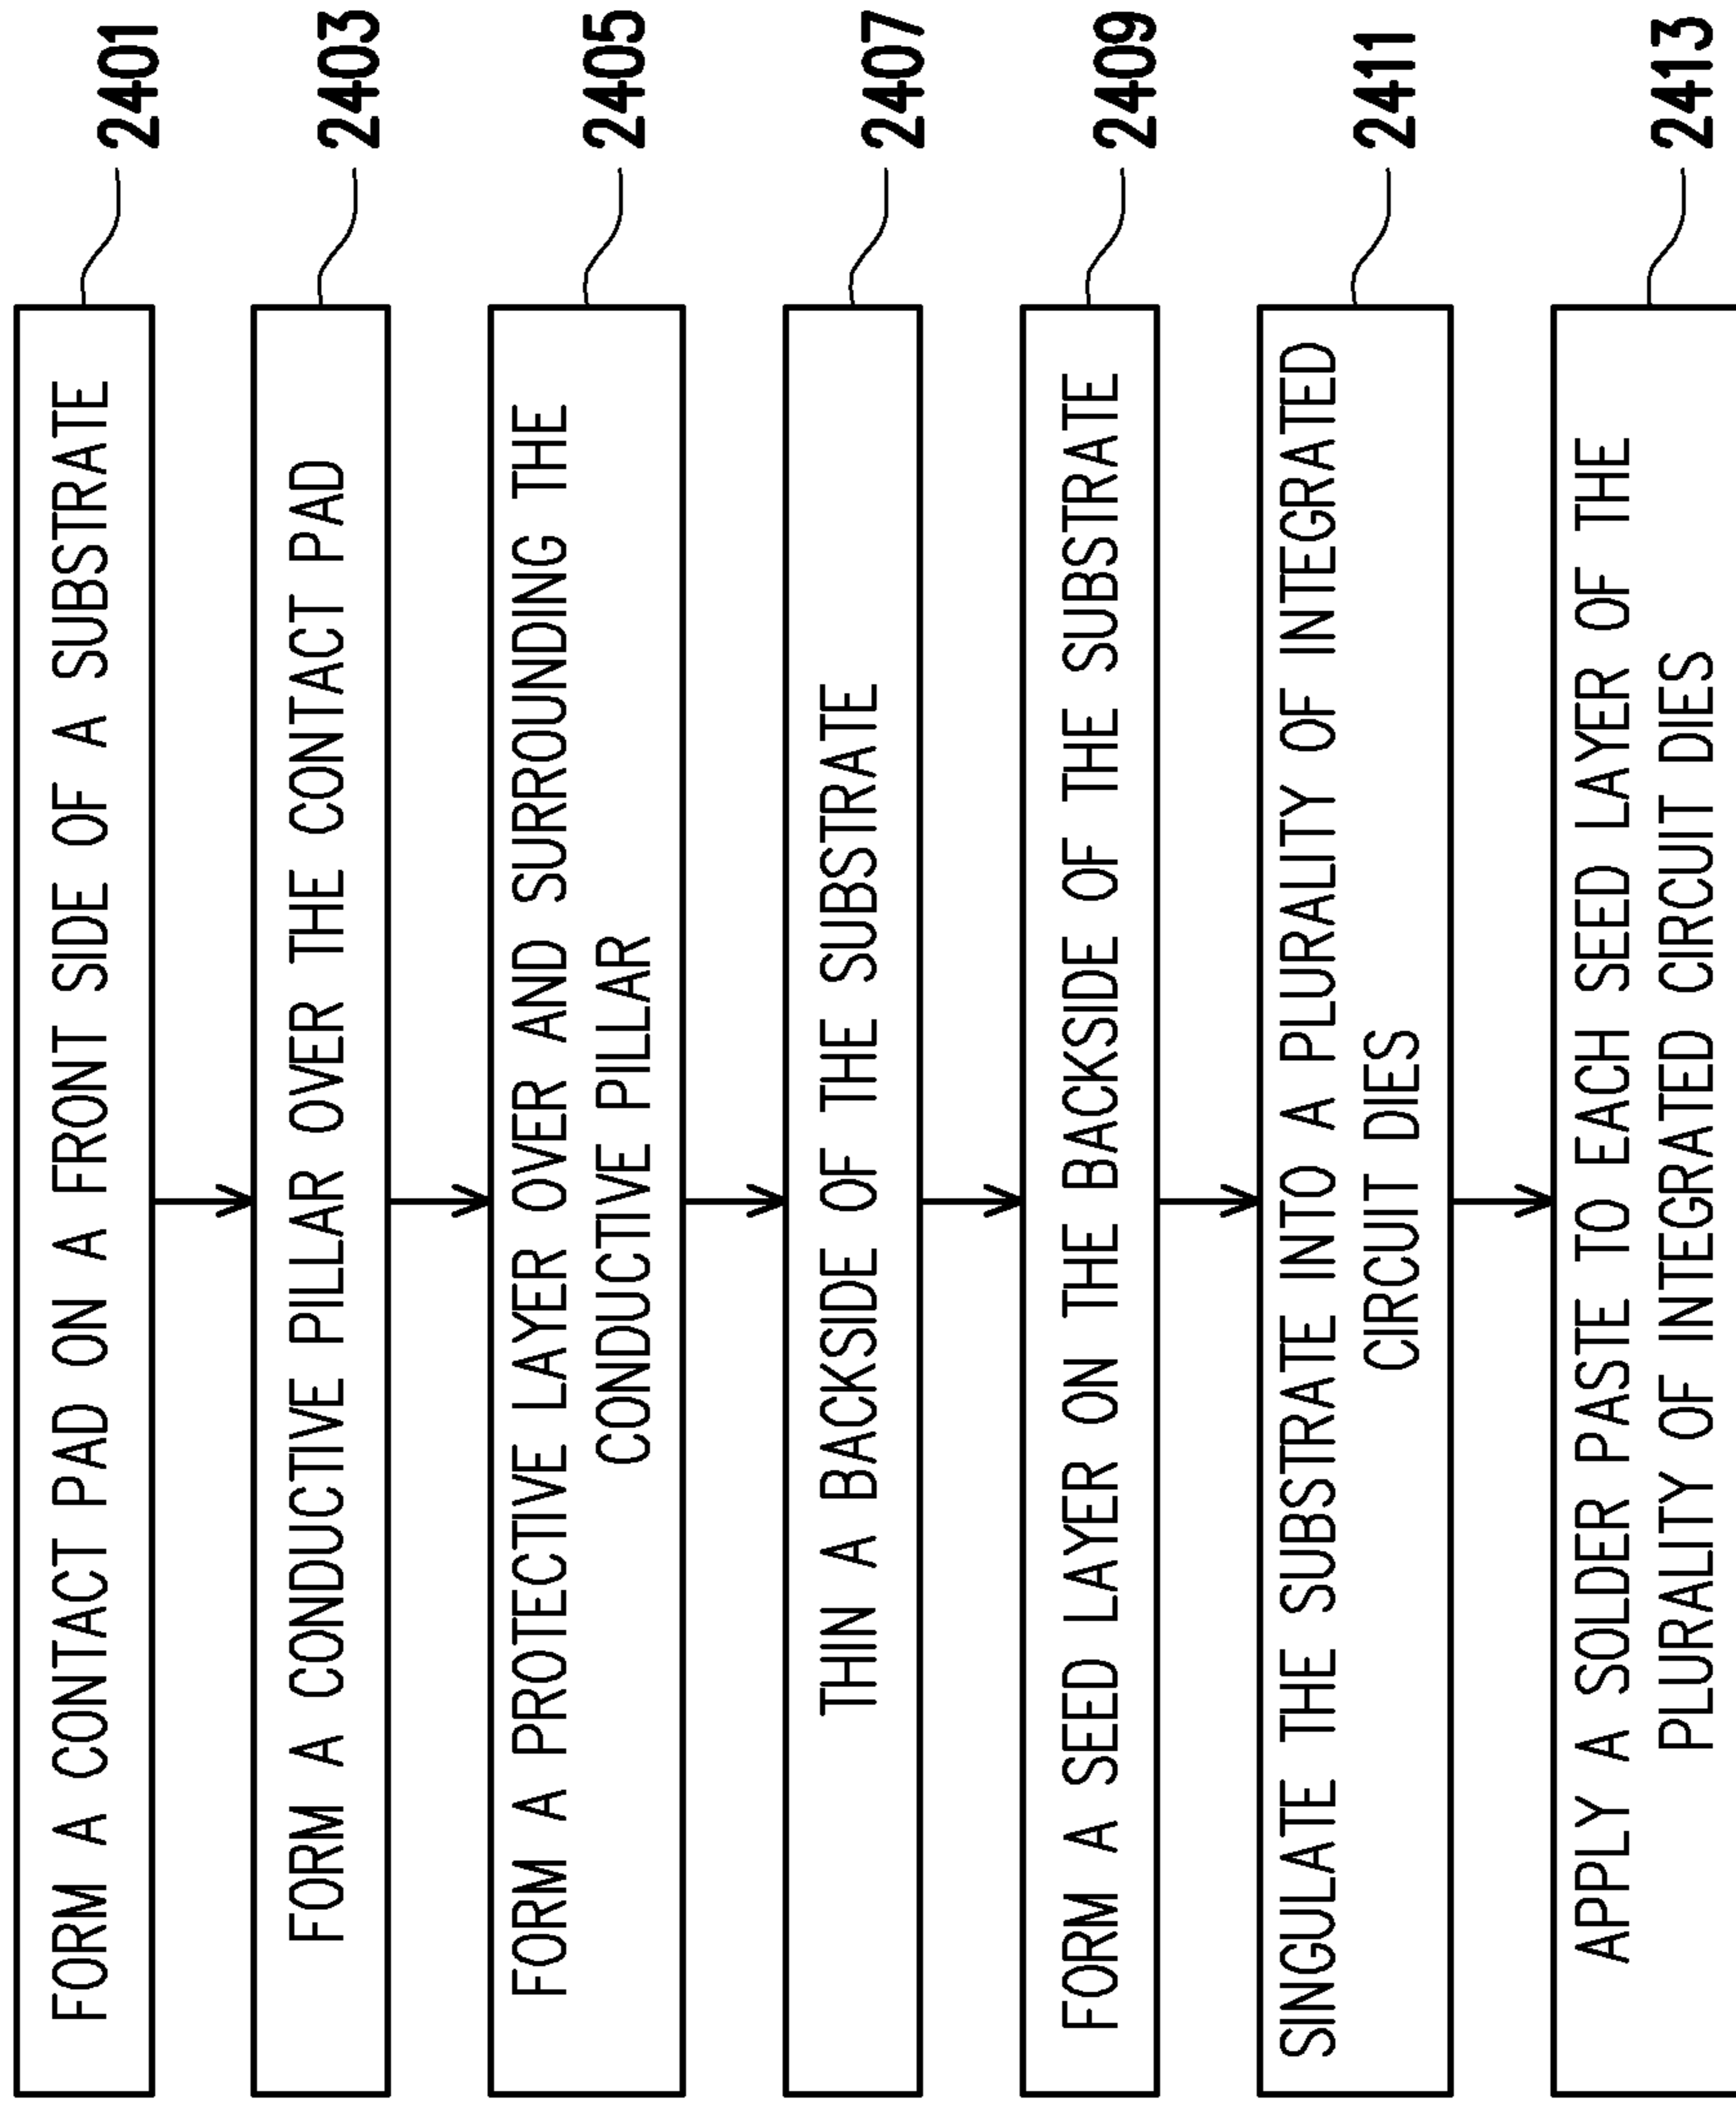 FORM A CONTACT PAD ON A FRONT SIDE OF A SUBSTRATE
2401
FORM A CONDUCTIVE PILLAR OVER THE CONTACT PAD
2403
FORM A PROTECTIVE LAYER OVER AND SURROUNDING THE
CONDUCTIVE PILLAR
2405
THIN A BACKSIDE OF THE SUBSTRATE
2407
FORM A SEED LAYER ON THE BACKSIDE OF THE SUBSTRATE
2409
SINGULATE THE SUBSTRATE INTO A PLURALITY OF INTEGRATED
CIRCUIT DIES
2411
APPLY A SOLDER PASTE TO EACH SEED LAYER OF THE
PLURALITY OF INTEGRATED CIRCUIT DIES
2413